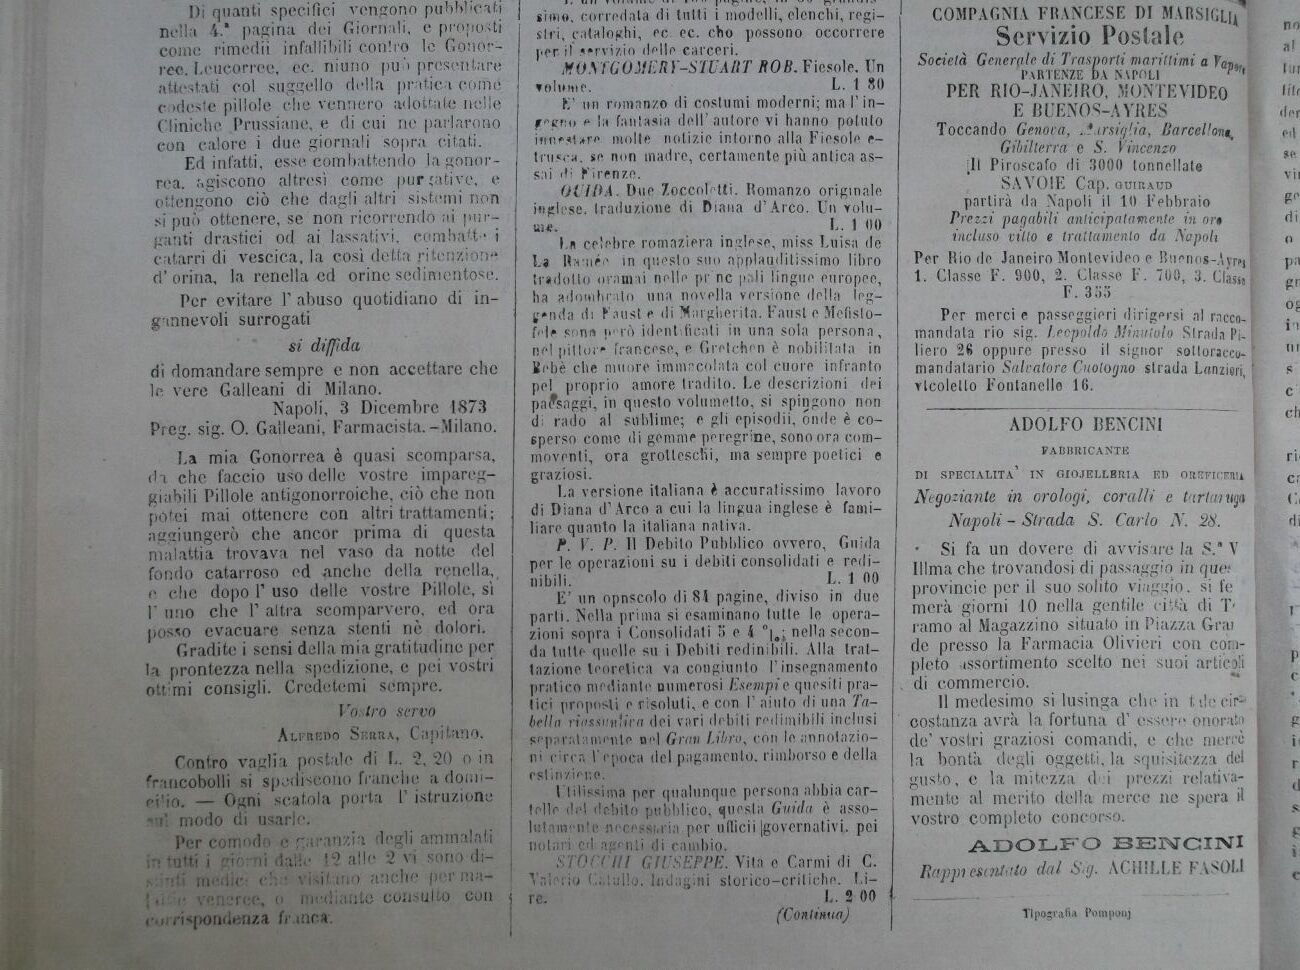 Di quanti specifici vengono pubblicati
nella 4.ª pagina dei Giornali, e proposti
come rimedii infallibili contro le Gonor-
ree, Leucorree, ec. niuno può presentare
attestati col suggello della pratica come
codeste pillole che vennero adottate nelle
Cliniche Prussiane, e di cui ne parlarono
con calore i due giornali sopra citati.
Ed infatti, esse combattendo la gonor-
rea, agiscono altresì come purgative, e
ottengono ciò che dagli altri sistemi non
si può ottenere, se non ricorrendo ai pur-
ganti drastici od ai lassativi, combatte i
catarri di vescica, la così detta ritenzione
d' orina, la renella ed orine sedimentose.
Per evitare l' abuso quotidiano di in-
gannevoli surrogati
si diffida
di domandare sempre e non accettare che
le vere Galleani di Milano.
Napoli, 3 Dicembre 1873
Preg. sig. O. Galleani, Farmacista.-Milano.
La mia Gonorrea è quasi scomparsa,
da che faccio uso delle vostre impareg-
giabili Pillole antigonorroiche, ciò che non
potei mai ottenere con altri trattamenti;
aggiungerò che ancor prima di questa
malattia trovava nel vaso da notte del
fondo catarroso ed anche della renella,
e che dopo l' uso delle vostre Pillole, sì
l' uno che l' altra scomparvero, ed ora
posso evacuare senza stenti nè dolori.
Gradite i sensi della mia gratitudine per
la prontezza nella spedizione, e pei vostri
ottimi consigli. Credetemi sempre.
Vostro servo
ALFREDO SERRA, Capitano.
Contro vaglia postale di L. 2, 20 o in
francobolli si spediscono franche a domi-
cilio. — Ogni scatola porta l' istruzione
sul modo di usarle.
Per comodo e garanzia degli ammalati
in tutti i giorni dalle 12 alle 2 vi sono di-
stinti medici che visitano anche per ma-
lattie veneree, o mediante consulto con
corrispondenza franca.
simo, corredata di tutti i modelli, elenchi, regi-
stri, cataloghi, ec. ec. cho possono occorrere
per il servizio delle carceri.
MONTGOMERY-STUART ROB. Fiesole. Un
volume. L. 1 80
E' un romanzo di costumi moderni; ma l'in-
gegno e la fantasia dell' autore vi hanno potuto
innestare molte notizie intorno alla Fiesole e-
trusca, se non madre, certamente più antica as-
sai di Firenze.
OUIDA. Due Zoccoletti. Romanzo originale
inglese, traduzione di Diana d' Arco. Un volu-
me. L. 1 00
La celebre romaziera inglese, miss Luisa de
La Ramée in questo suo applauditissimo libro
tradotto oramai nelle pr nc pali lingue europee,
ha adombrato una novella versione della leg-
genda di Faust e di Margherita. Faust e Mefisto-
fele sono però identificati in una sola persona,
nel pittore francese, e Gretchen è nobilitata in
Bebè che muore immacolata col cuore infranto
pel proprio amore tradito. Le descrizioni dei
paesaggi, in questo volumetto, si spingono non
di rado al sublime; e gli episodii, onde è co-
sperso come di gemme peregrine, sono ora com-
moventi, ora grotteschi, ma sempre poetici e
graziosi.
La versione italiana è accuratissimo lavoro
di Diana d' Arco a cui la lingua inglese è fami-
liare quanto la italiana nativa.
P. V. P. Il Debito Pubblico ovvero, Guida
per le operazioni su i debiti consolidati e redi-
nibili. L. 1 00
E' un opnscolo di 84 pagine, diviso in due
parti. Nella prima si esaminano tutte le opera-
zioni sopra i Consolidati 5 e 4 °|₀; nella secon-
da tutte quelle su i Debiti redinibili. Alla trat-
tazione teoretica va congiunto l'insegnamento
pratico mediante numerosi Esempi e quesiti pra-
tici proposti e risoluti, e con l' aiuto di una Ta-
bella riassuntiva dei vari debiti redimibili inclusi
separatamente nel Gran Libro, con le annotazio-
ni circa l'epoca del pagamento, rimborso e della
estinzione.
Utilissima per qualunque persona abbia car-
telle del debito pubblico, questa Guida è asso-
lutamente necessaria per ufficii governativi, pei
notari ed agenti di cambio.
STOCCHI GIUSEPPE. Vita e Carmi di C.
Valerio Catullo. Indagini storico-critiche. Li-
re. L. 2 00
(Continua)
COMPAGNIA FRANCESE DI MARSIGLIA
Servizio Postale
Società Generale di Trasporti marittimi a Vapore
PARTENZE DA NAPOLI
PER RIO-JANEIRO, MONTEVIDEO
E BUENOS-AYRES
Toccando Genova, Marsiglia, Barcellona,
Gibilterra e S. Vincenzo
Il Piroscafo di 3000 tonnellate
SAVOIE Cap. GUIRAUD
partirà da Napoli il 10 Febbraio
Prezzi pagabili anticipatamente in oro
incluso vitto e trattamento da Napoli
Per Rio de Janeiro Montevideo e Buenos-Ayres
1. Classe F. 900, 2. Classe F. 700, 3. Classe
F. 355
Per merci e passeggieri dirigersi al racco-
mandata rio sig. Leopoldo Minutolo Strada Pi-
liero 26 oppure presso il signor sottoracco-
mandatario Salvatore Cuotogno strada Lanzieri,
vicoletto Fontanelle 16.
ADOLFO BENCINI
FABBRICANTE
DI SPECIALITA' IN GIOJELLERIA ED OREFICERIA
Negoziante in orologi, coralli e tartaruga
Napoli - Strada S. Carlo N. 28.
Si fa un dovere di avvisare la S.ª V
Illma che trovandosi di passaggio in que
provincie per il suo solito viaggio, si fe
merà giorni 10 nella gentile città di T
ramo al Magazzino situato in Piazza Gra
de presso la Farmacia Olivieri con com-
pleto assortimento scelto nei suoi articoli
di commercio.
Il medesimo si lusinga che in tale cir-
costanza avrà la fortuna d' essere onorato
de' vostri graziosi comandi, e che mercè
la bontà degli oggetti, la squisitezza del
gusto, e la mitezza dei prezzi relativa-
mente al merito della merce ne spera il
vostro completo concorso.
ADOLFO BENCINI
Rappresentato dal Sig. ACHILLE FASOLI
Tipografia Pomponj